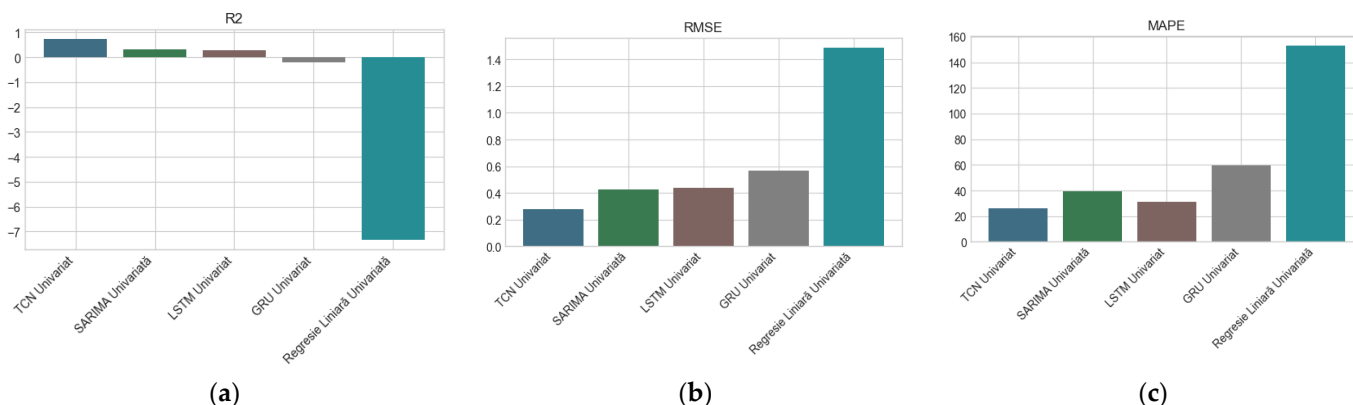 R2
1
0
−1
−2
−3
−4
−5
−6
−7
TCN Univariat
SARIMA Univariată
LSTM Univariat
GRU Univariat
Regresie Liniară Univariată
(a)
RMSE
1.4
1.2
1.0
0.8
0.6
0.4
0.2
0.0
TCN Univariat
SARIMA Univariată
LSTM Univariat
GRU Univariat
Regresie Liniară Univariată
(b)
MAPE
160
140
120
100
80
60
40
20
0
TCN Univariat
SARIMA Univariată
LSTM Univariat
GRU Univariat
Regresie Liniară Univariată
(c)